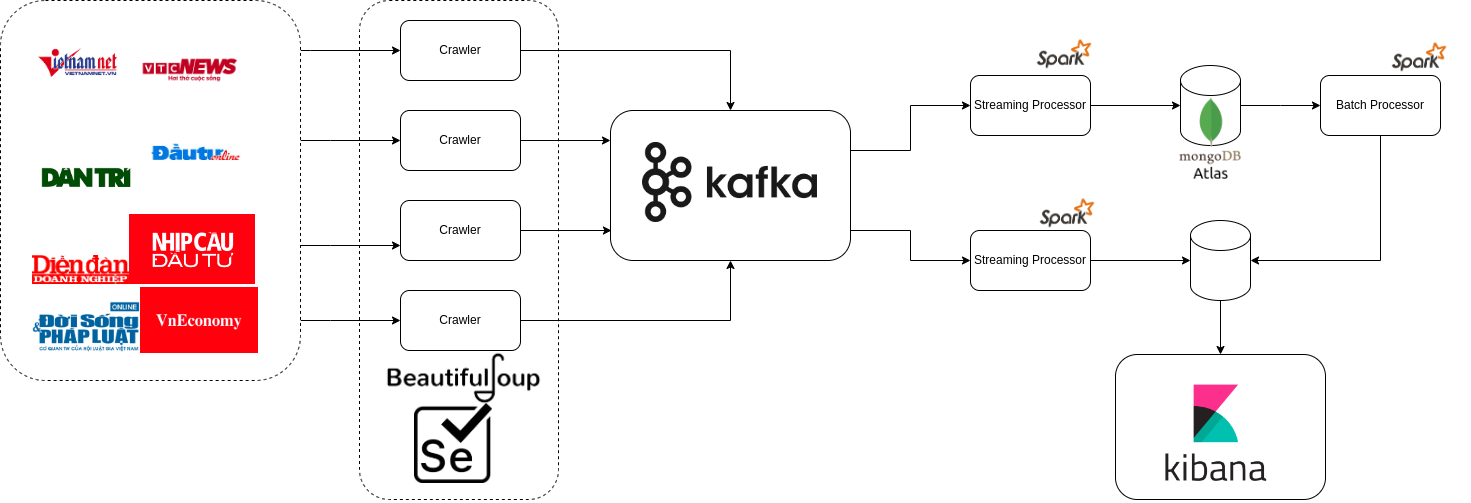 Vietnamnet
VIETNAMNET.VN
VTC NEWS
Hơi thở cuộc sống
Đầu tư
online
DÂN TRÍ
Diễn đàn
DOANH NGHIỆP
NHỊP CẦU
ĐẦU TƯ
ONLINE
Đời Sống
& PHÁP LUẬT
CƠ QUAN TW CỦA HỘI LUẬT GIA VIỆT NAM
VnEconomy
Crawler
Crawler
Crawler
Crawler
BeautifulSoup
Se
kafka
Spark
Streaming Processor
mongoDB
Atlas
Spark
Batch Processor
Spark
Streaming Processor
kibana